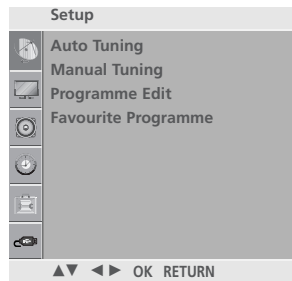 Setup
Auto Tuning
Manual Tuning
Programme Edit
Favourite Programme
▲▼ ◄► OK RETURN